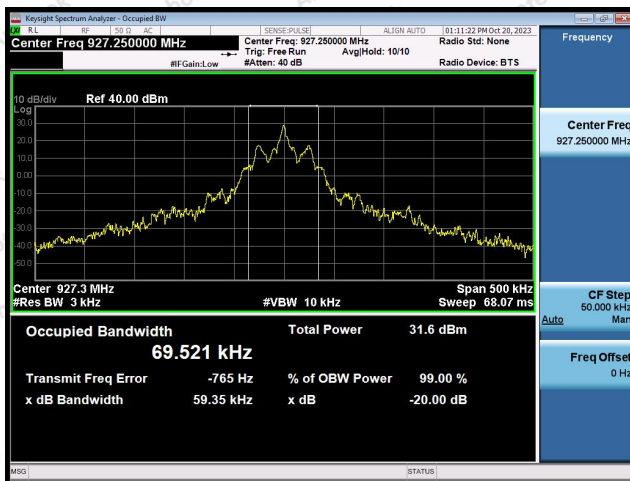 Keysight Spectrum Analyzer - Occupied BW
RL RF 50 Ω AC SENSE:PULSE ALIGN AUTO 01:11:22 PM Oct 20, 2023
Center Freq 927.250000 MHz Center Freq: 927.250000 MHz Radio Std: None Frequency
Trig: Free Run Avg|Hold: 10/10
#IFGain:Low #Atten: 40 dB Radio Device: BTS
10 dB/div Ref 40.00 dBm
Log
30.0
20.0
10.0
0.00
-10.0
-20.0
-30.0
-40.0
-50.0
Center Freq
927.250000 MHz
Center 927.3 MHz Span 500 kHz
#Res BW 3 kHz #VBW 10 kHz Sweep 68.07 ms
CF Step
50.000 kHz
Auto Man
Occupied Bandwidth Total Power 31.6 dBm
69.521 kHz
Freq Offset
0 Hz
Transmit Freq Error -765 Hz % of OBW Power 99.00 %
x dB Bandwidth 59.35 kHz x dB -20.00 dB
MSG STATUS